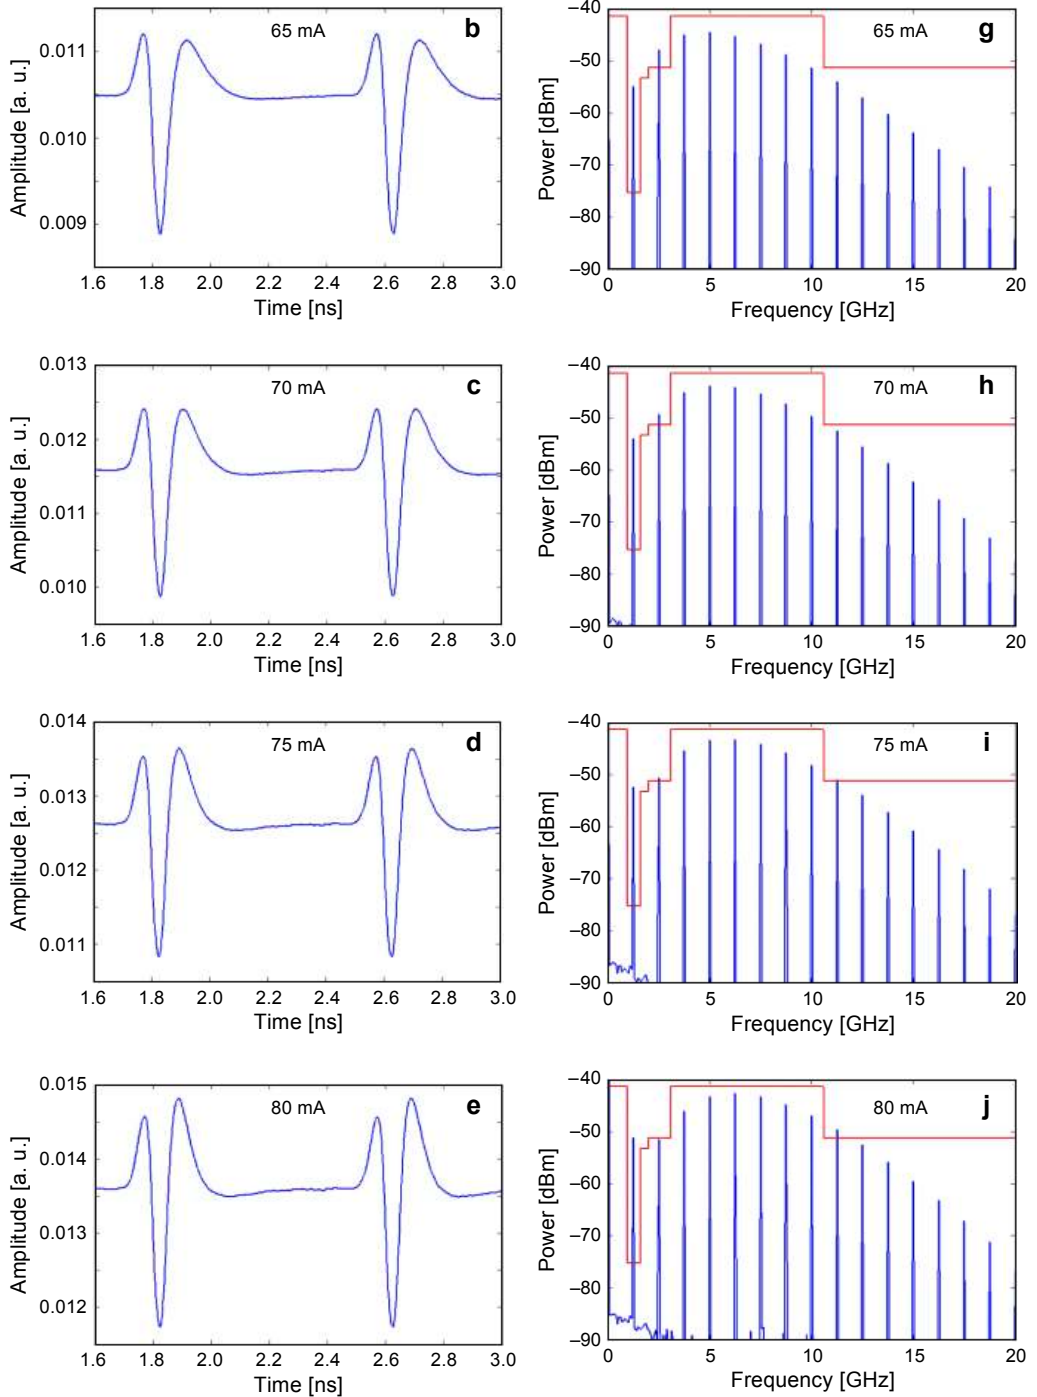 65 mA
b
0.011
0.010
0.009
Amplitude [a. u.]
1.6 1.8 2.0 2.2 2.4 2.6 2.8 3.0
Time [ns]
65 mA
g
–40
–50
–60
–70
–80
–90
Power [dBm]
0 5 10 15 20
Frequency [GHz]
70 mA
c
0.013
0.012
0.011
0.010
Amplitude [a. u.]
1.6 1.8 2.0 2.2 2.4 2.6 2.8 3.0
Time [ns]
70 mA
h
–40
–50
–60
–70
–80
–90
Power [dBm]
0 5 10 15 20
Frequency [GHz]
75 mA
d
0.014
0.013
0.012
0.011
Amplitude [a. u.]
1.6 1.8 2.0 2.2 2.4 2.6 2.8 3.0
Time [ns]
75 mA
i
–40
–50
–60
–70
–80
–90
Power [dBm]
0 5 10 15 20
Frequency [GHz]
80 mA
e
0.015
0.014
0.013
0.012
Amplitude [a. u.]
1.6 1.8 2.0 2.2 2.4 2.6 2.8 3.0
Time [ns]
80 mA
j
–40
–50
–60
–70
–80
–90
Power [dBm]
0 5 10 15 20
Frequency [GHz]